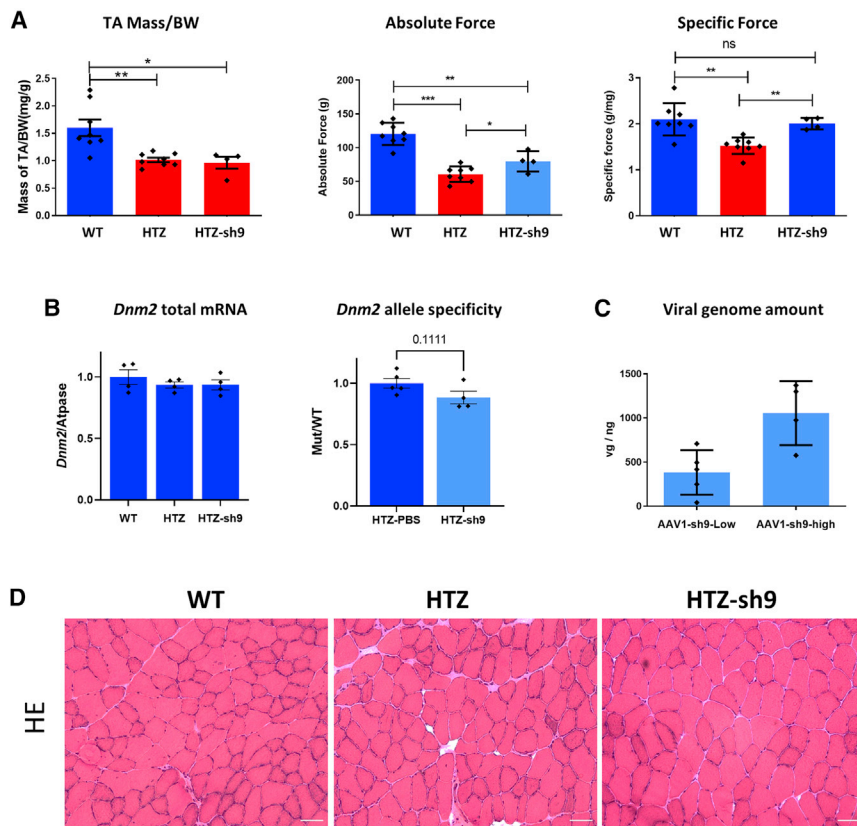 A
TA Mass/BW
Absolute Force
Specific Force
Mass of TA/BW(mg/g)
2.5
2.0
1.5
1.0
0.5
0.0
*
**
WT
HTZ
HTZ-sh9
Absolute Force (g)
200
150
100
50
0
**
***
*
WT
HTZ
HTZ-sh9
Specific force (g/mg)
3
2
1
0
ns
**
**
WT
HTZ
HTZ-sh9
B
Dnm2 total mRNA
Dnm2 allele specificity
C
Viral genome amount
Dnm2/Atpase
1.0
0.5
0.0
WT
HTZ
HTZ-sh9
Mut/WT
1.0
0.5
0.0
0.1111
HTZ-PBS
HTZ-sh9
vg / ng
1500
1000
500
0
AAV1-sh9-Low
AAV1-sh9-high
D
WT
HTZ
HTZ-sh9
HE